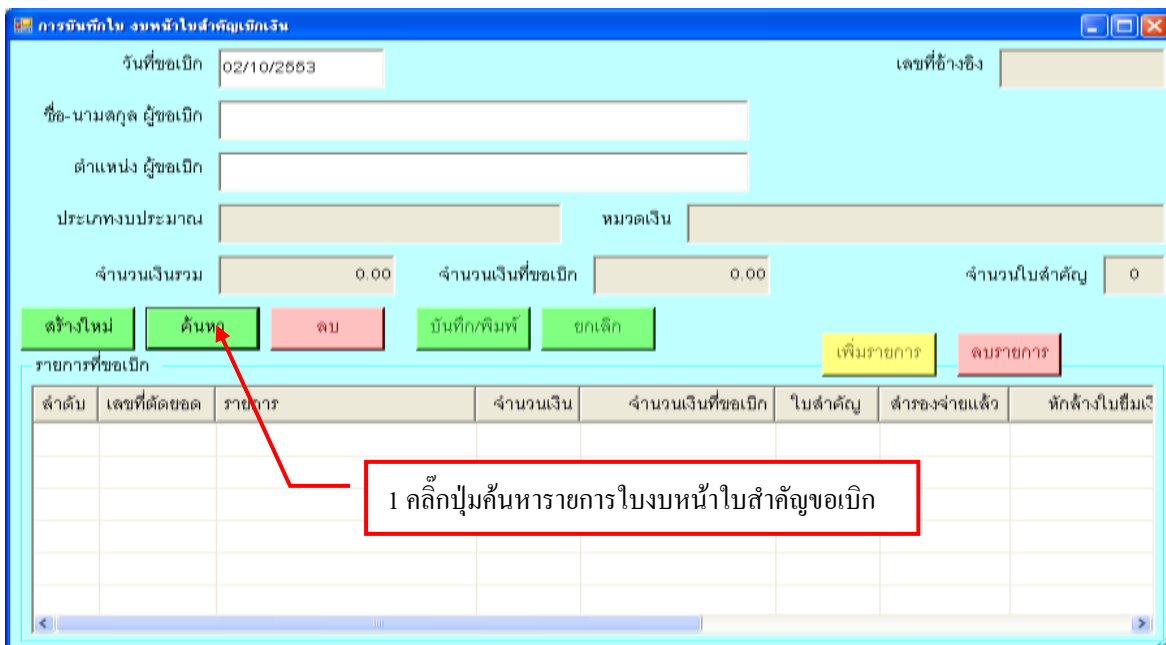 การบันทึกใบ งบหน้าใบสำคัญเบิกเงิน
วันที่ขอเบิก 02/10/2553 เลขที่อ้างอิง
ชื่อ-นามสกุล ผู้ขอเบิก
ตำแหน่ง ผู้ขอเบิก
ประเภทงบประมาณ หมวดเงิน
จำนวนเงินรวม 0.00 จำนวนเงินที่ขอเบิก 0.00 จำนวนใบสำคัญ 0
สร้างใหม่ ค้นหา ลบ บันทึก/พิมพ์ ยกเลิก
เพิ่มรายการ ลบรายการ
รายการที่ขอเบิก
ลำดับ เลขที่ตัดยอด รายการ จำนวนเงิน จำนวนเงินที่ขอเบิก ใบสำคัญ สำรองจ่ายแล้ว หักล้างใบยืมเงิ
1 คลิ๊กปุ่มค้นหารายการใบงบหน้าใบสำคัญขอเบิก